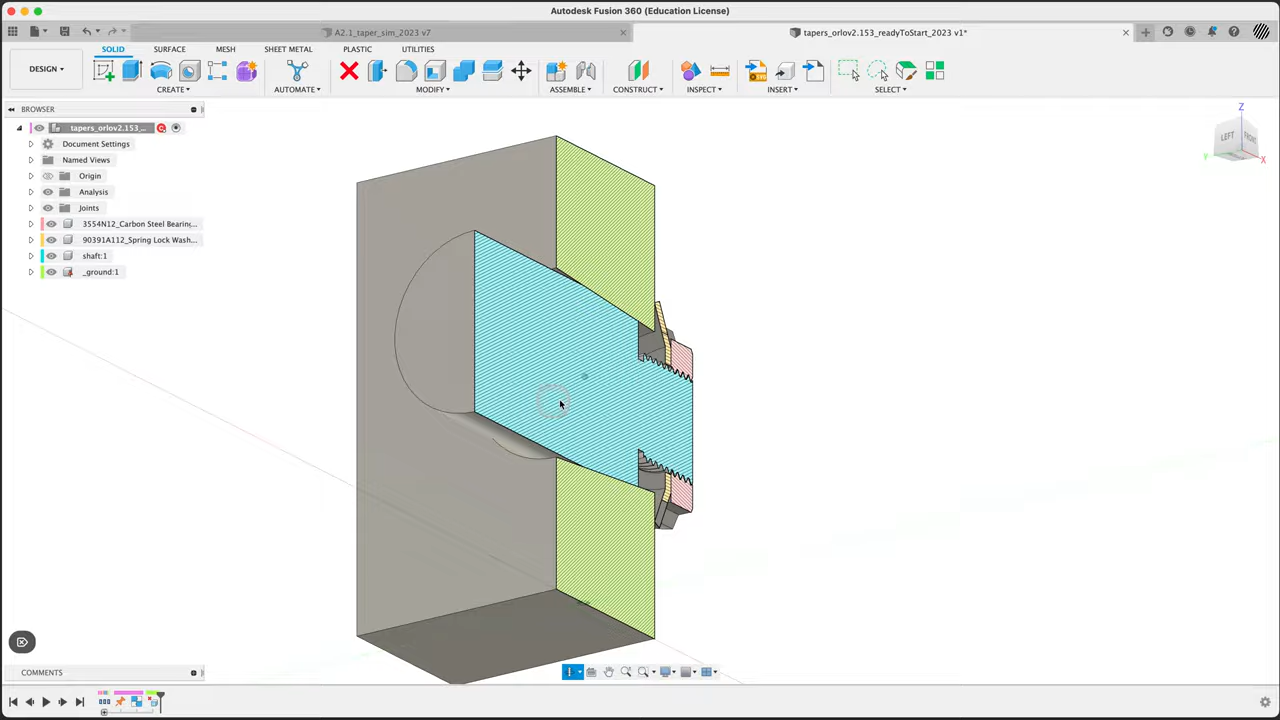 Autodesk Fusion 360 (Education License)
A2.1_taper_sim_2023 v7
tapers_orlov2.153_readyToStart_2023 v1*
DESIGN
SOLID
SURFACE
MESH
SHEET METAL
PLASTIC
UTILITIES
CREATE
AUTOMATE
MODIFY
ASSEMBLE
CONSTRUCT
INSPECT
INSERT
SELECT
BROWSER
tapers_orlov2.153_...
Document Settings
Named Views
Origin
Analysis
Joints
3554N12_Carbon Steel Bearing...
90391A112_Spring Lock Wash...
shaft:1
_ground:1
Z
LEFT
FRONT
Y
X
COMMENTS